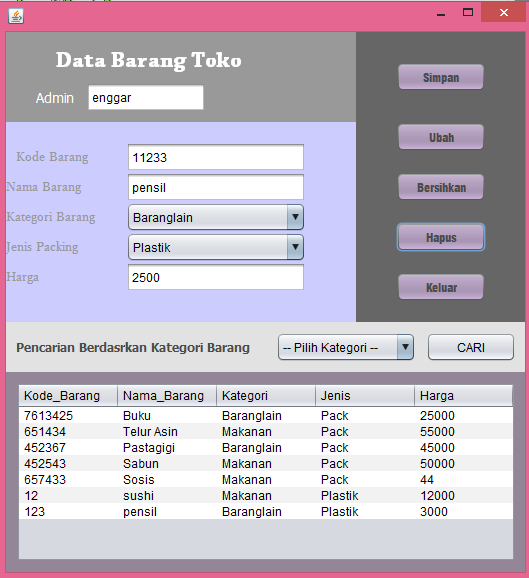 Data Barang Toko
Admin enggar
Kode Barang 11233
Nama Barang pensil
Kategori Barang Baranglain
Jenis Packing Plastik
Harga 2500
Simpan
Ubah
Bersihkan
Hapus
Keluar
Pencarian Berdasrkan Kategori Barang -- Pilih Kategori -- CARI
Kode_Barang Nama_Barang Kategori Jenis Harga
7613425 Buku Baranglain Pack 25000
651434 Telur Asin Makanan Pack 55000
452367 Pastagigi Baranglain Pack 45000
452543 Sabun Makanan Pack 50000
657433 Sosis Makanan Pack 44
12 sushi Makanan Plastik 12000
123 pensil Baranglain Plastik 3000